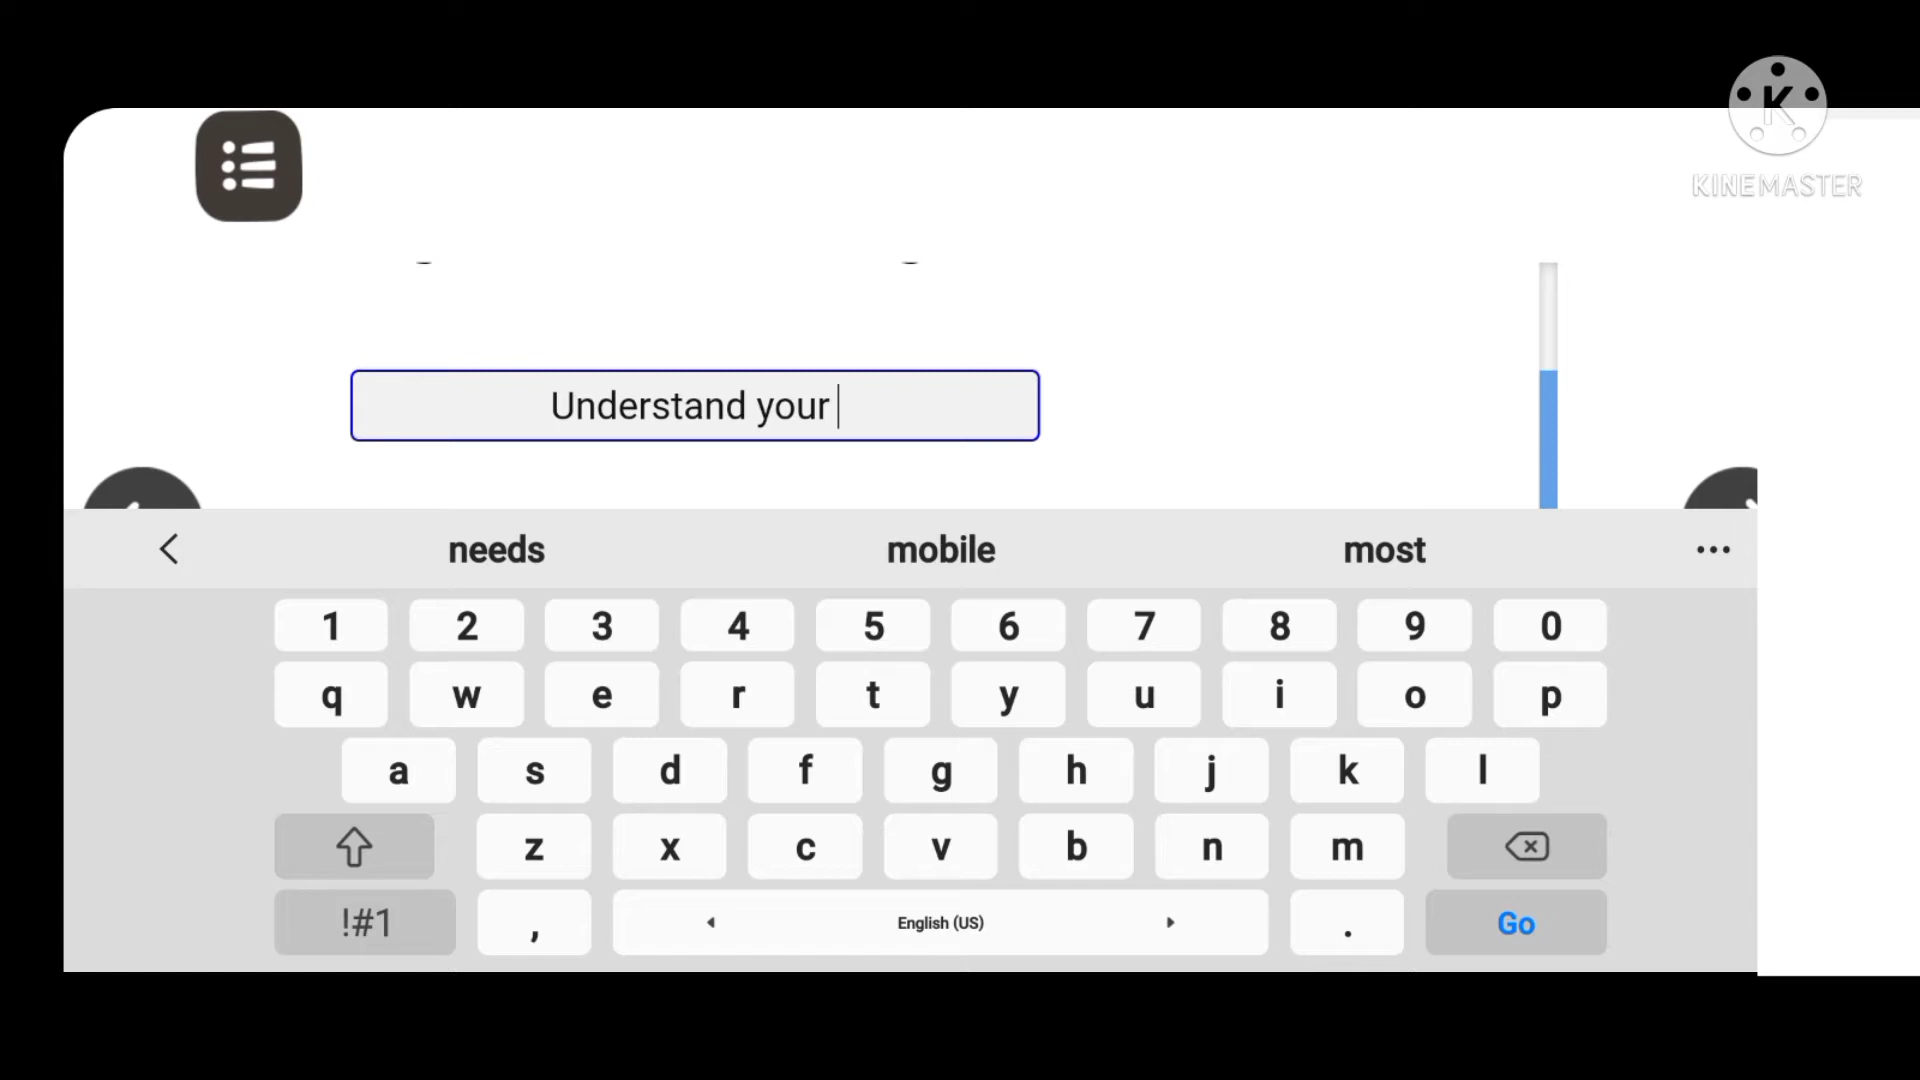 K
KINEMASTER
Understand your
needs mobile most ...
1 2 3 4 5 6 7 8 9 0
q w e r t y u i o p
a s d f g h j k l
z x c v b n m
!#1 , English (US) . Go